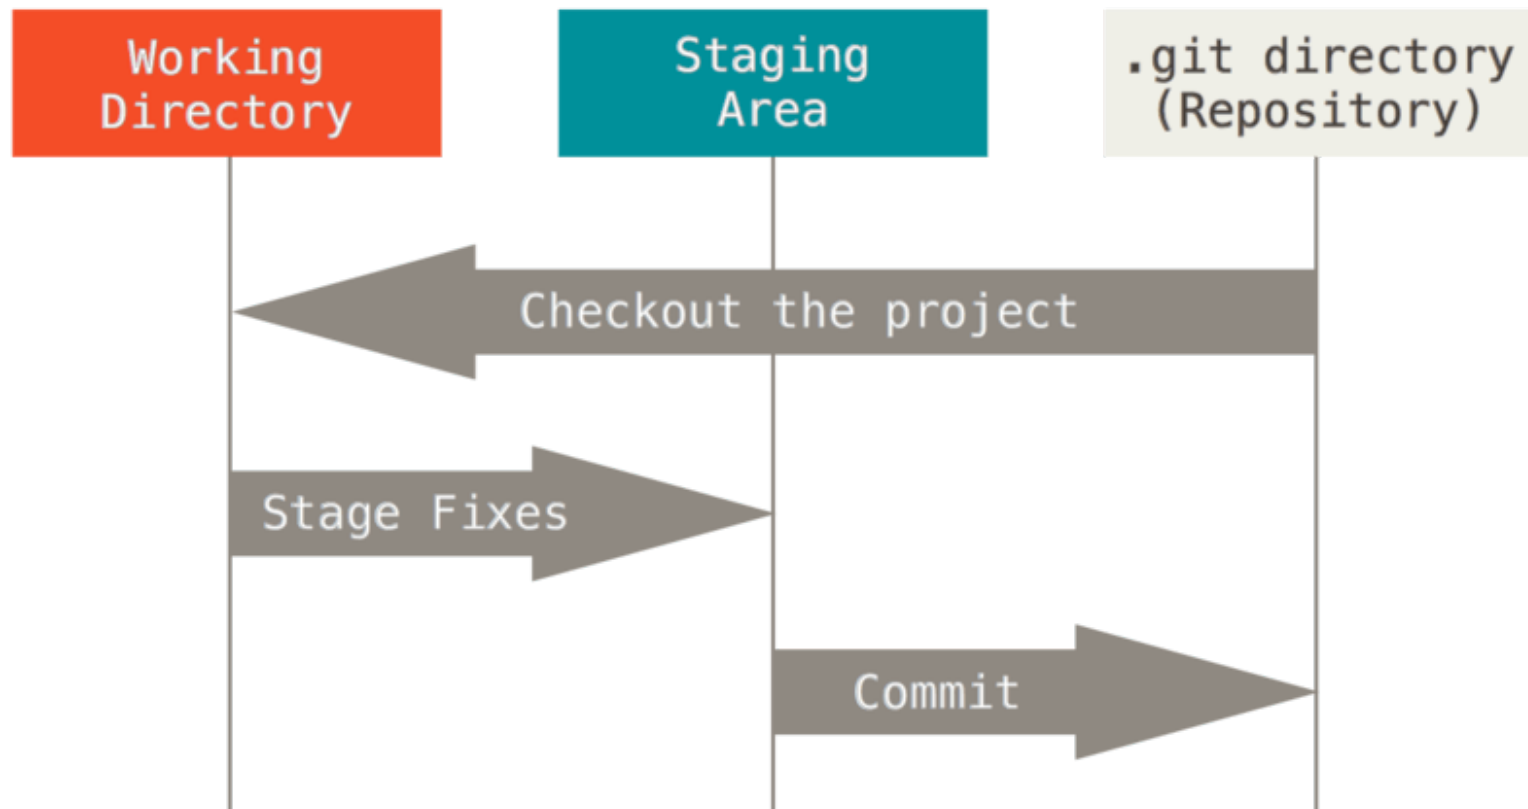 Working
Directory
Staging
Area
.git directory
(Repository)
Checkout the project
Stage Fixes
Commit